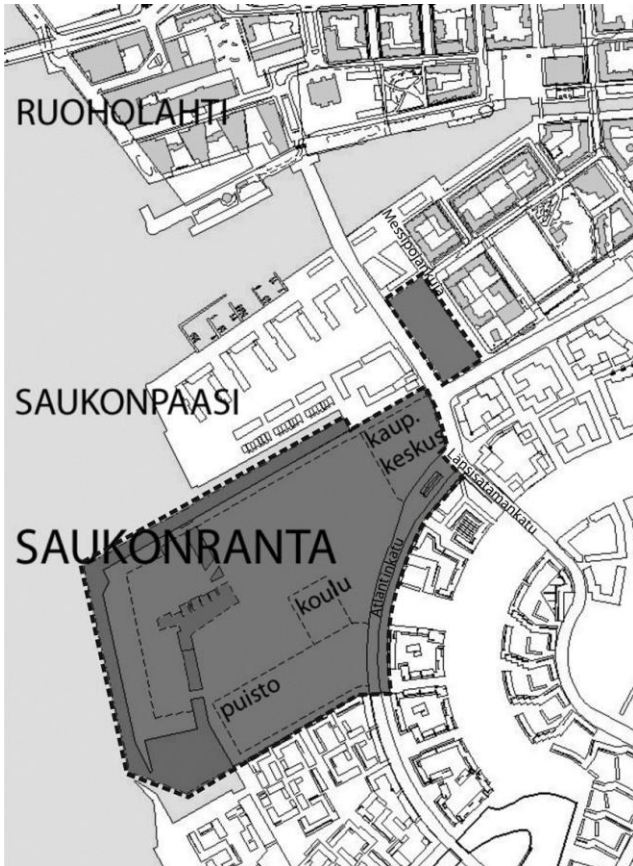 RUOHOLAHTI
Messipojankuja
SAUKONPAASI
kaup.
keskus
Länsisatamankatu
SAUKONRANTA
Atlantinkatu
koulu
puisto